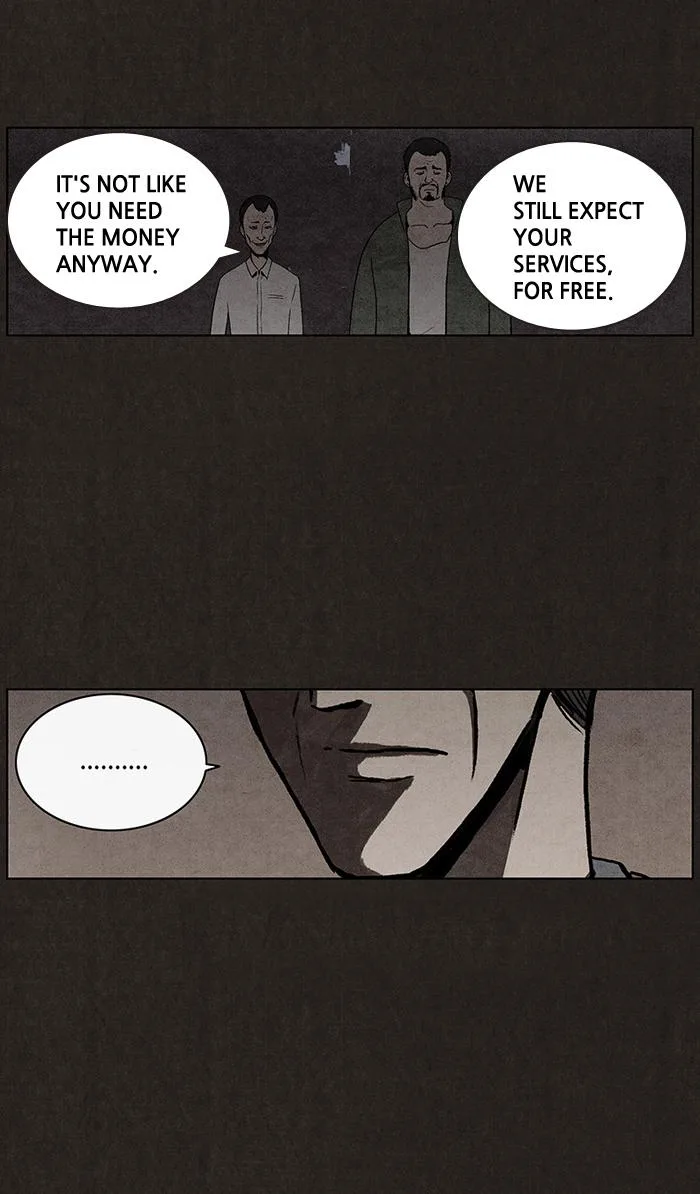 IT'S NOT LIKE
YOU NEED
THE MONEY
ANYWAY.
WE
STILL EXPECT
YOUR
SERVICES,
FOR FREE.
..........